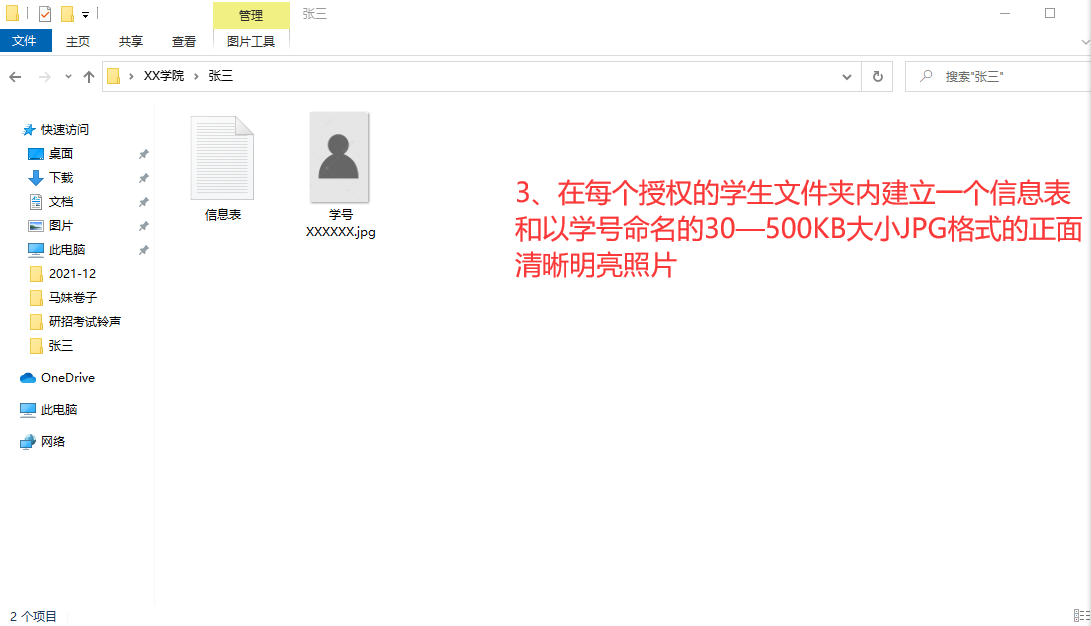 管理
张三
文件
主页
共享
查看
图片工具
XX学院
张三
搜索"张三"
快速访问
桌面
下载
文档
图片
此电脑
2021-12
马妹卷子
研招考试铃声
张三
OneDrive
此电脑
网络
信息表
学号
XXXXXX.jpg
3、在每个授权的学生文件夹内建立一个信息表
和以学号命名的30—500KB大小JPG格式的正面
清晰明亮照片
2 个项目